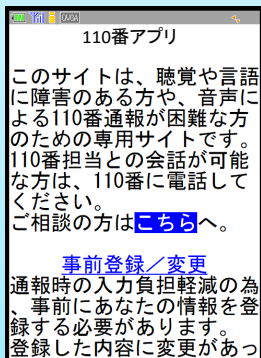 QVGA
110番アプリ
このサイトは、聴覚や言語
に障害のある方や、音声に
よる110番通報が困難な方
のための専用サイトです。
110番担当との会話が可能
な方は、110番に電話して
ください。
ご相談の方はこちらへ。
事前登録／変更
通報時の入力負担軽減の為
、事前にあなたの情報を登
録する必要があります。
登録した内容に変更があっ